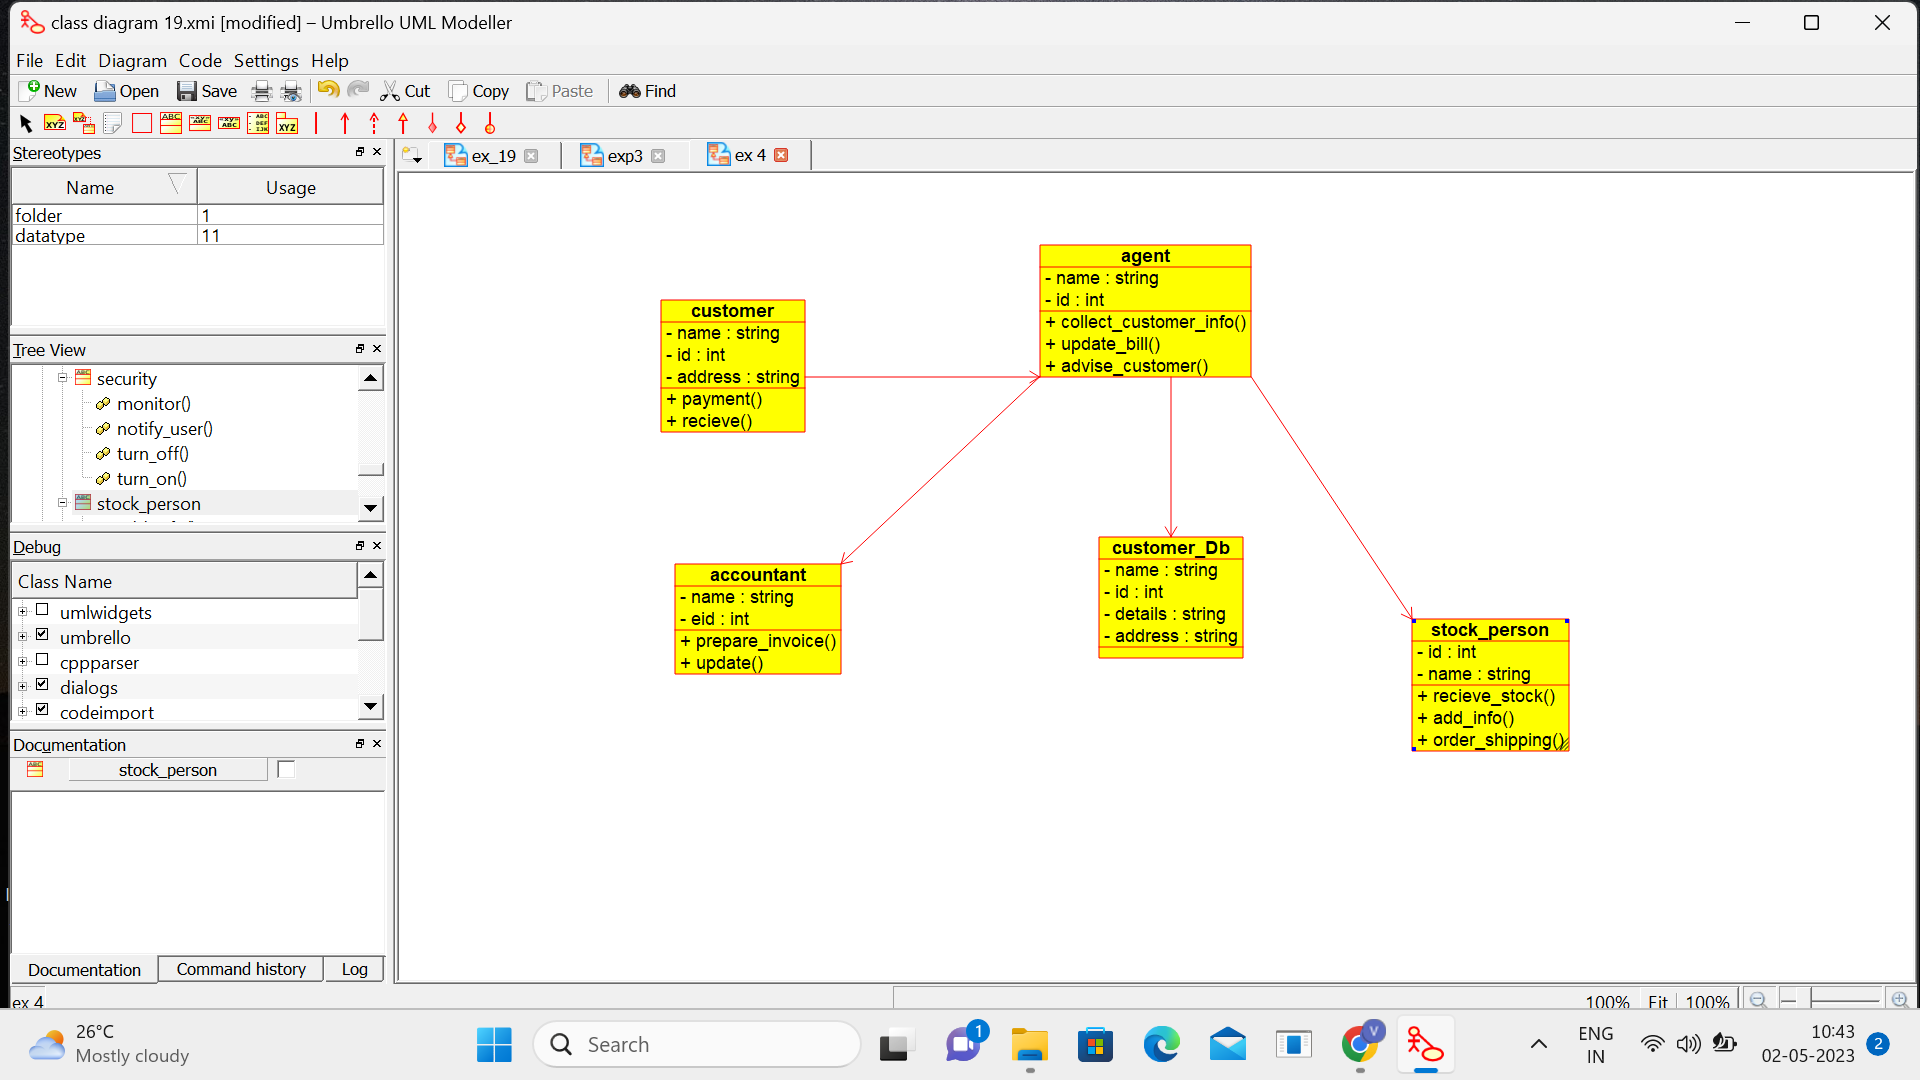 class diagram 19.xmi [modified] – Umbrello UML Modeller
File Edit Diagram Code Settings Help
New Open Save Cut Copy Paste Find
Stereotypes
Name Usage
folder 1
datatype 11
Tree View
security
monitor()
notify_user()
turn_off()
turn_on()
stock_person
Debug
Class Name
umlwidgets
umbrello
cppparser
dialogs
codeimport
Documentation
stock_person
Documentation Command history Log
ex 4
ex_19 exp3 ex 4
customer
- name : string
- id : int
- address : string
+ payment()
+ recieve()
agent
- name : string
- id : int
+ collect_customer_info()
+ update_bill()
+ advise_customer()
accountant
- name : string
- eid : int
+ prepare_invoice()
+ update()
customer_Db
- name : string
- id : int
- details : string
- address : string
stock_person
- id : int
- name : string
+ recieve_stock()
+ add_info()
+ order_shipping()
100% Fit 100%
26°C
Mostly cloudy
Search
1
V
ENG
IN
10:43
02-05-2023
2